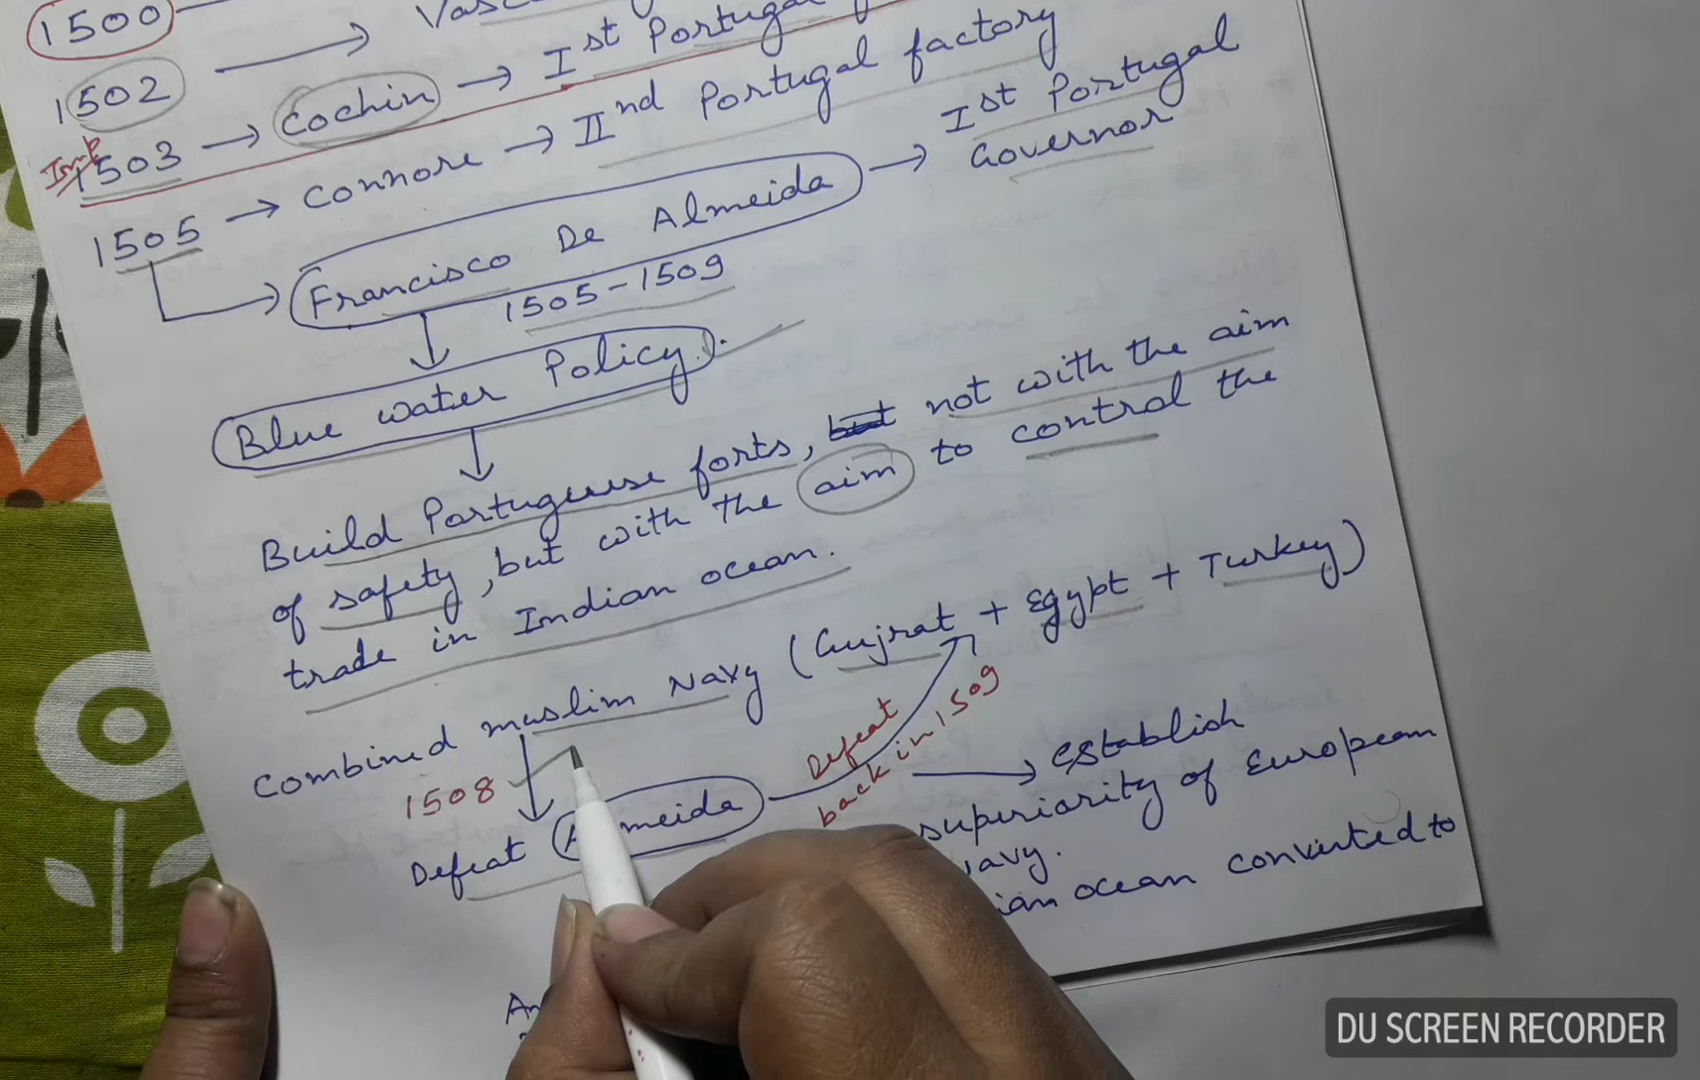 1500
1502
Imp 1503 → Cochin → Ist Portugal
1505 → Connore → IInd Portugal factory
Francisco De Almeida → Ist Portugal Governor
1505-1509
Blue water Policy.
Build Portuguese forts, but not with the aim
of safety, but with the aim to control the
trade in Indian ocean.
Combined muslim Navy (Gujrat + Egypt + Turkey)
1508
Defeat Almeida
Defeat
back in 1509
→ establish
superiarity of European
Navy.
ocean converted to
DU SCREEN RECORDER